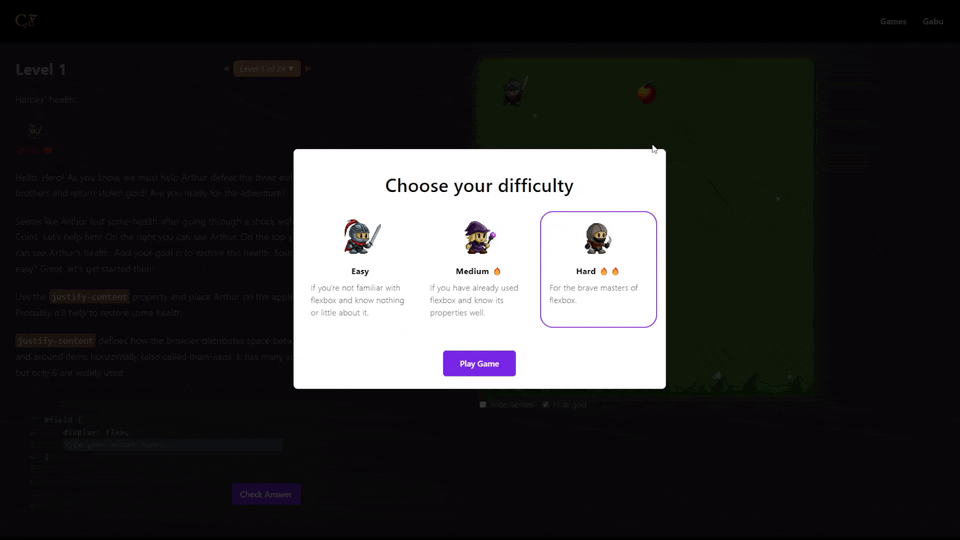 Games
Gabu
Level 1
Level 1 of 24 ▼
Heroes' health:
Hello, Hero! As you know we must help Arthur defeat the three evil
brothers and return stolen gold! Are you ready for the adventure?
Seems like Arthur lost some health after going through a shock with
Coins. Let's help him! On the right you can see Arthur. On the top you
can see Arthur's health. And your goal is to restore this health. Sounds
easy? Great, let's get started then!
Use the justify-content property and place Arthur on the apple
Probably, it'll help to restore some health.
justify-content defines how the browser distributes space
and around items horizontally (also called main-axis). It has many
but only 6 are widely used
#field {
display: flex;
}
Check Answer
Choose your difficulty
Easy
If you're not familiar with
flexbox and know nothing
or little about it.
Medium
If you have already used
flexbox and know its
properties well.
Hard
For the brave masters of
flexbox.
Play Game
Hide heroes
Hide grid